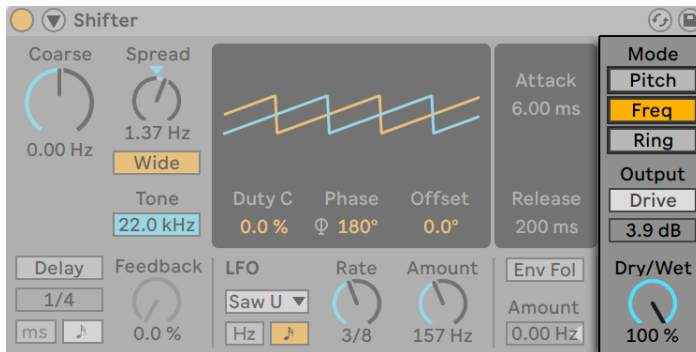 Shifter
Coarse
0.00 Hz
Spread
1.37 Hz
Wide
Tone
22.0 kHz
Duty C Phase Offset
0.0 % 180° 0.0°
Attack
6.00 ms
Release
200 ms
Mode
Pitch
Freq
Ring
Output
Drive
3.9 dB
Dry/Wet
100 %
Delay
1/4
ms
Feedback
0.0 %
LFO
Saw U
Hz
Rate
3/8
Amount
157 Hz
Env Fol
Amount
0.00 Hz